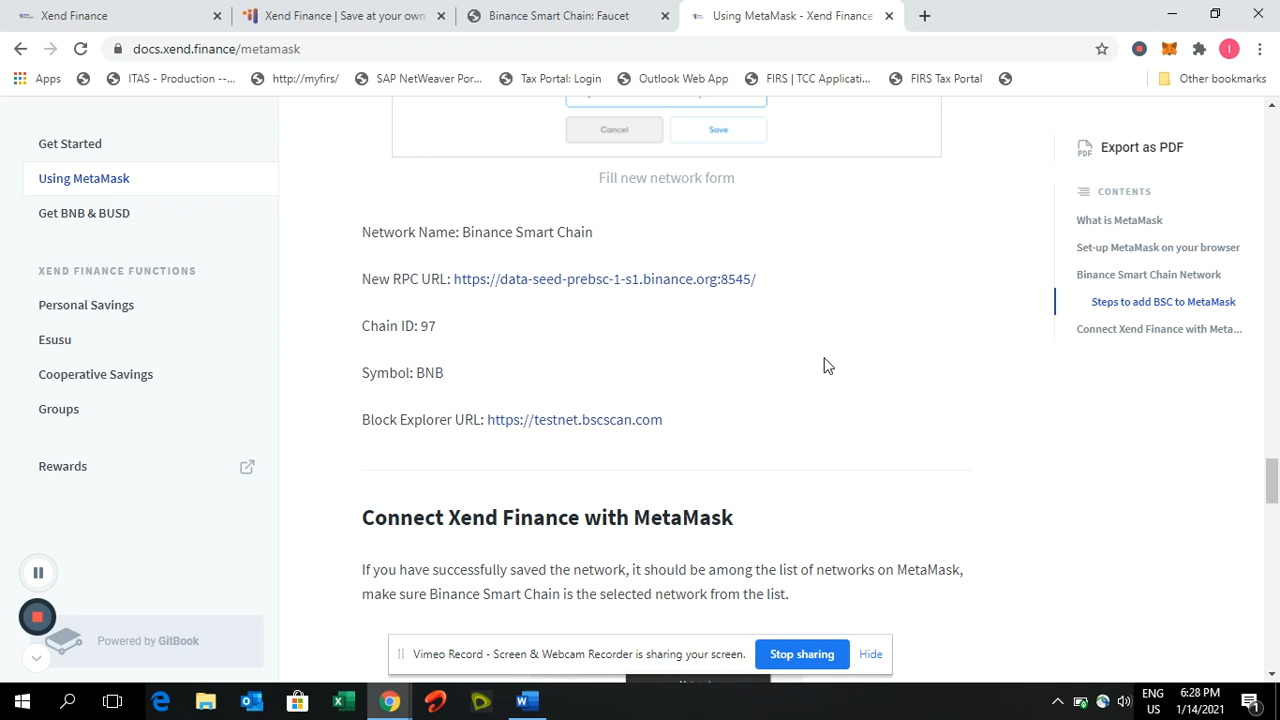 Xend Finance
Xend Finance | Save at your own
Binance Smart Chain: Faucet
Using MetaMask - Xend Finance
docs.xend.finance/metamask
I
Apps
ITAS - Production --...
http://myfirs/
SAP NetWeaver Por...
Tax Portal: Login
Outlook Web App
FIRS | TCC Applicati...
FIRS Tax Portal
Other bookmarks
Get Started
Using MetaMask
Get BNB & BUSD
XEND FINANCE FUNCTIONS
Personal Savings
Esusu
Cooperative Savings
Groups
Rewards
Powered by GitBook
Cancel
Save
Fill new network form
Network Name: Binance Smart Chain
New RPC URL: https://data-seed-prebsc-1-s1.binance.org:8545/
Chain ID: 97
Symbol: BNB
Block Explorer URL: https://testnet.bscscan.com
Connect Xend Finance with MetaMask
If you have successfully saved the network, it should be among the list of networks on MetaMask,
make sure Binance Smart Chain is the selected network from the list.
PDF
Export as PDF
CONTENTS
What is MetaMask
Set-up MetaMask on your browser
Binance Smart Chain Network
Steps to add BSC to MetaMask
Connect Xend Finance with Meta...
Vimeo Record - Screen & Webcam Recorder is sharing your screen.
Stop sharing
Hide
ENG
US
6:28 PM
1/14/2021
1